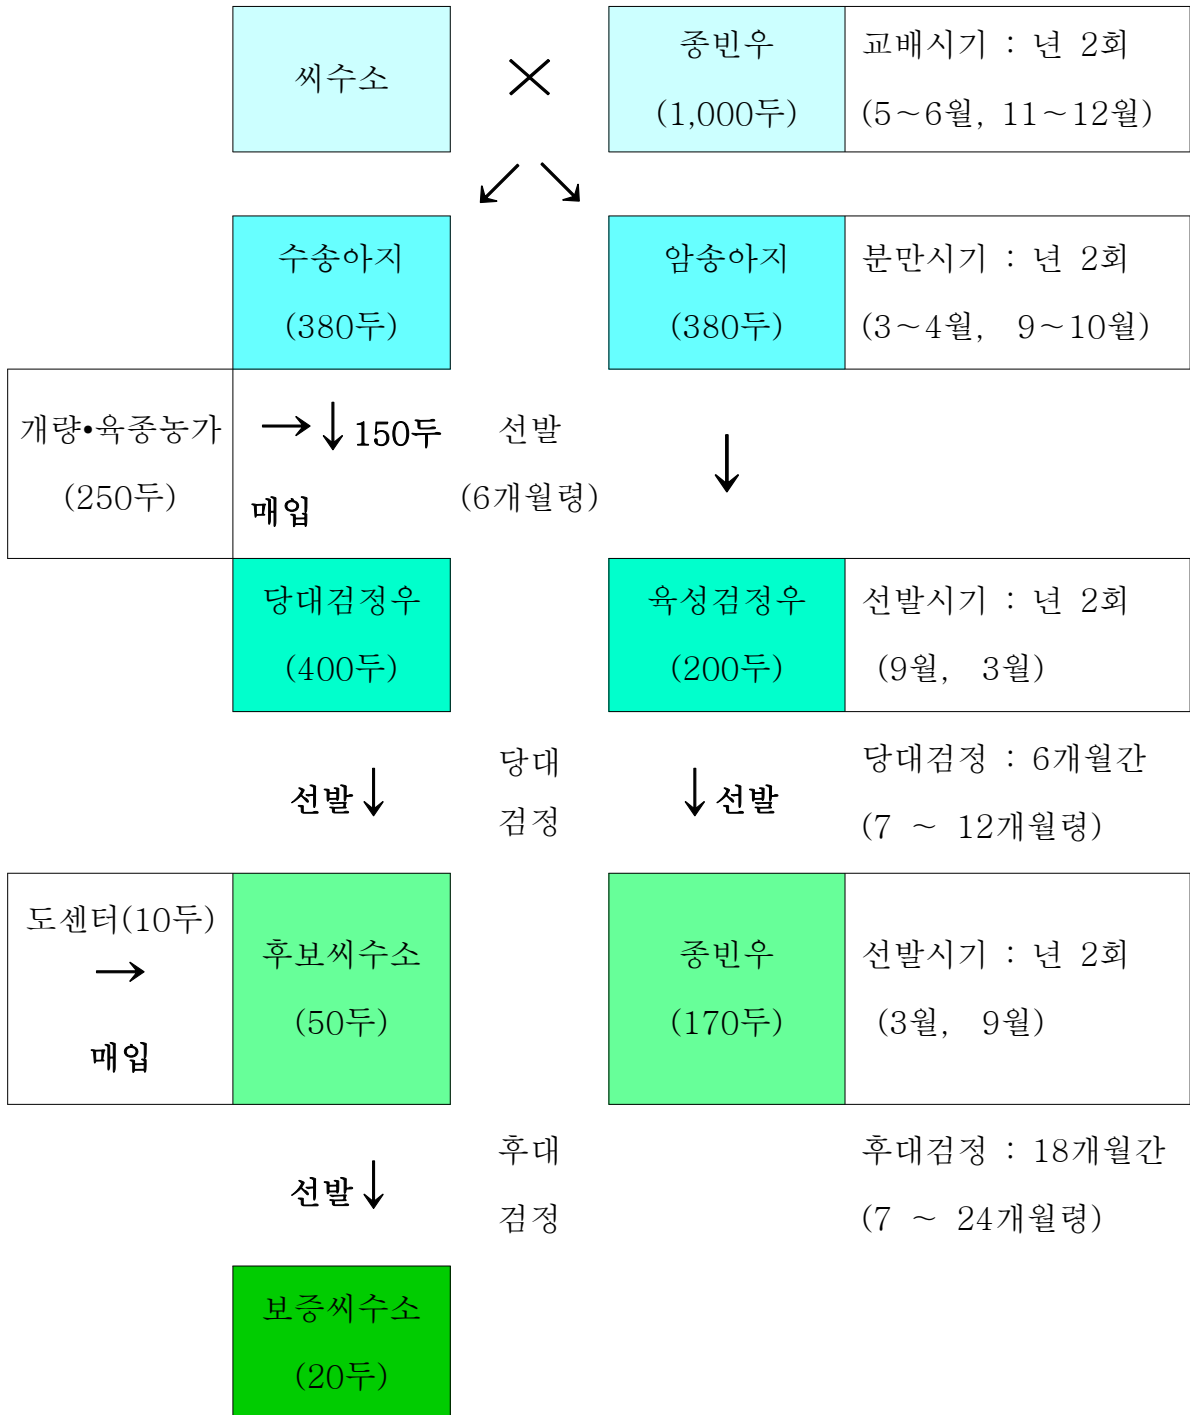 씨수소
종빈우
(1,000두)
교배시기 : 년 2회
(5~6월, 11~12월)
수송아지
(380두)
암송아지
(380두)
분만시기 : 년 2회
(3~4월, 9~10월)
개량•육종농가
(250두)
→ ↓ 150두
매입
선발
(6개월령)
↓
당대검정우
(400두)
육성검정우
(200두)
선발시기 : 년 2회
(9월, 3월)
선발 ↓
당대
검정
↓ 선발
당대검정 : 6개월간
(7 ~ 12개월령)
도센터(10두)
→
매입
후보씨수소
(50두)
종빈우
(170두)
선발시기 : 년 2회
(3월, 9월)
선발 ↓
후대
검정
후대검정 : 18개월간
(7 ~ 24개월령)
보증씨수소
(20두)